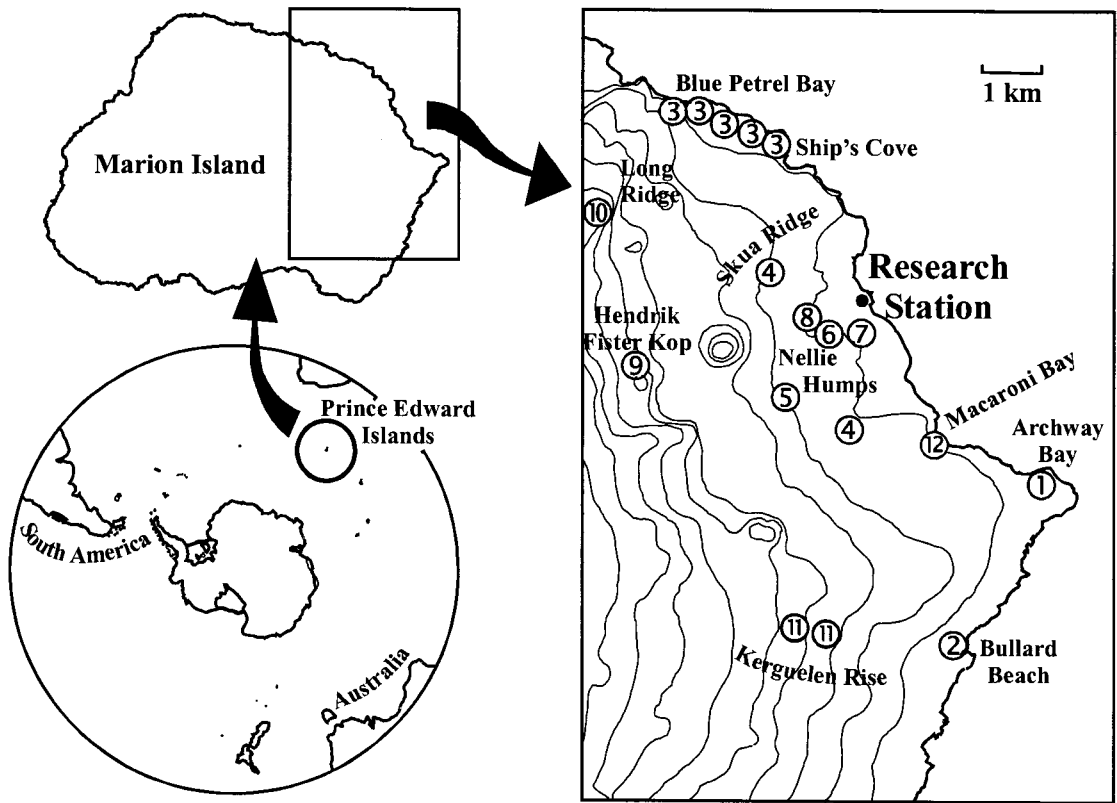 Marion Island
Prince Edward
Islands
South America
Australia
Blue Petrel Bay
3
3
3
3
3
Ship's Cove
1 km
Long
Ridge
10
Skua Ridge
4
Research
Station
Hendrik
Fister Kop
9
8
6
7
Nellie
Humps
5
4
Macaroni Bay
12
Archway
Bay
1
11
11
Kerguelen Rise
2
Bullard
Beach